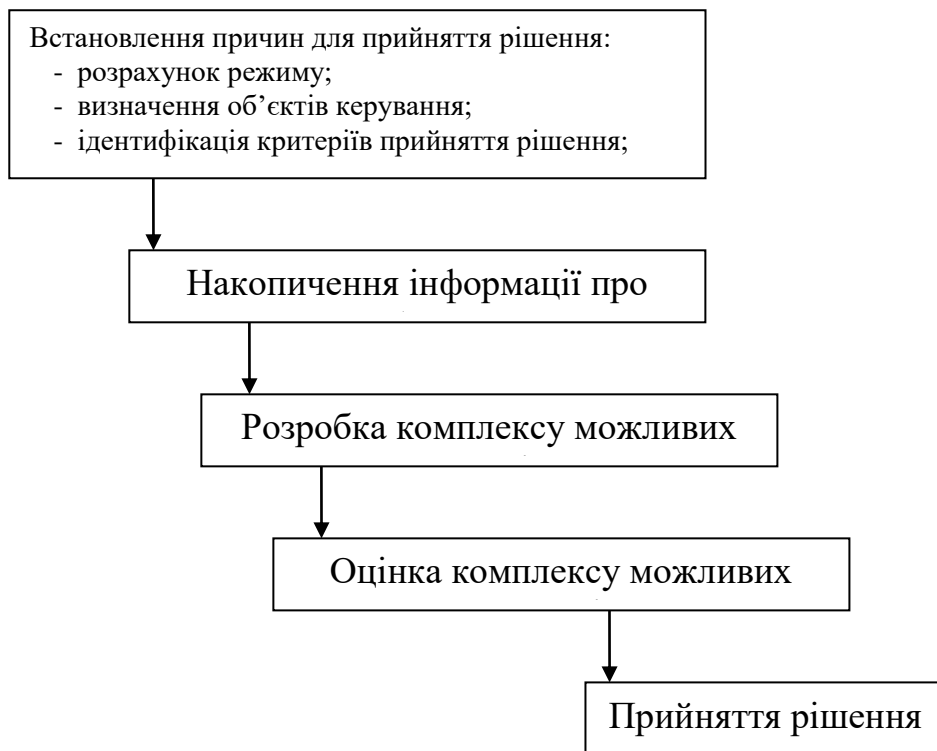 Встановлення причин для прийняття рішення:
- розрахунок режиму;
- визначення об’єктів керування;
- ідентифікація критеріїв прийняття рішення;
Накопичення інформації про
Розробка комплексу можливих
Оцінка комплексу можливих
Прийняття рішення